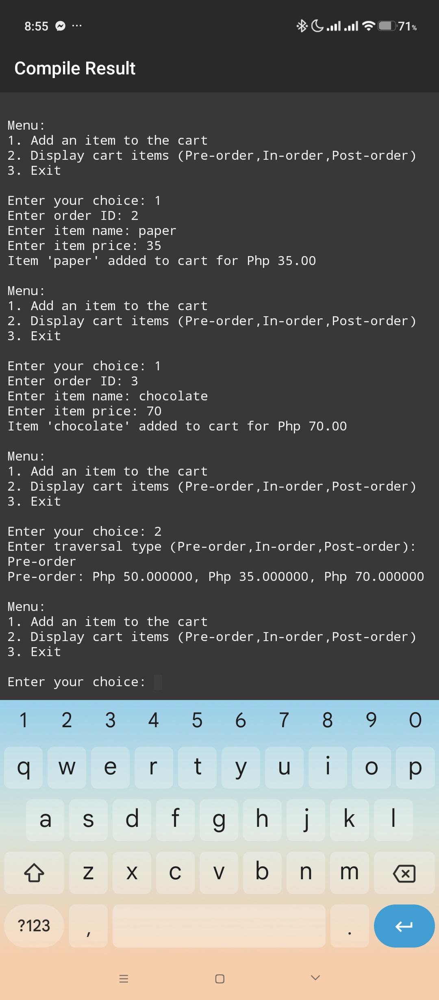 8:55 ... 71%
Compile Result
Menu:
1. Add an item to the cart
2. Display cart items (Pre-order,In-order,Post-order)
3. Exit
Enter your choice: 1
Enter order ID: 2
Enter item name: paper
Enter item price: 35
Item 'paper' added to cart for Php 35.00
Menu:
1. Add an item to the cart
2. Display cart items (Pre-order,In-order,Post-order)
3. Exit
Enter your choice: 1
Enter order ID: 3
Enter item name: chocolate
Enter item price: 70
Item 'chocolate' added to cart for Php 70.00
Menu:
1. Add an item to the cart
2. Display cart items (Pre-order,In-order,Post-order)
3. Exit
Enter your choice: 2
Enter traversal type (Pre-order,In-order,Post-order):
Pre-order
Pre-order: Php 50.000000, Php 35.000000, Php 70.000000
Menu:
1. Add an item to the cart
2. Display cart items (Pre-order,In-order,Post-order)
3. Exit
Enter your choice:
1 2 3 4 5 6 7 8 9 0
q w e r t y u i o p
a s d f g h j k l
z x c v b n m
?123 , .